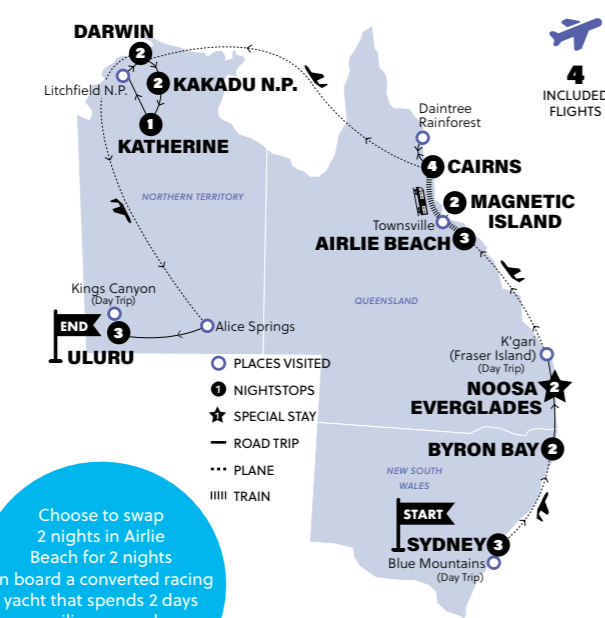 DARWIN
2
Litchfield N.P.
2
KAKADU N.P.
1
KATHERINE
4
INCLUDED
FLIGHTS
Daintree
Rainforest
4
CAIRNS
NORTHERN TERRITORY
2
MAGNETIC
ISLAND
Townsville
AIRLIE BEACH
3
QUEENSLAND
Kings Canyon
(Day Trip)
END
3
ULURU
Alice Springs
K'gari
(Fraser Island)
(Day Trip)
NOOSA
EVERGLADES
2
PLACES VISITED
1 NIGHTSTOPS
1 SPECIAL STAY
ROAD TRIP
PLANE
TRAIN
BYRON BAY
2
NEW SOUTH
WALES
START
SYDNEY
3
Blue Mountains
(Day Trip)
Choose to swap
2 nights in Airlie
Beach for 2 nights
n board a converted racing
yacht that spends 2 days